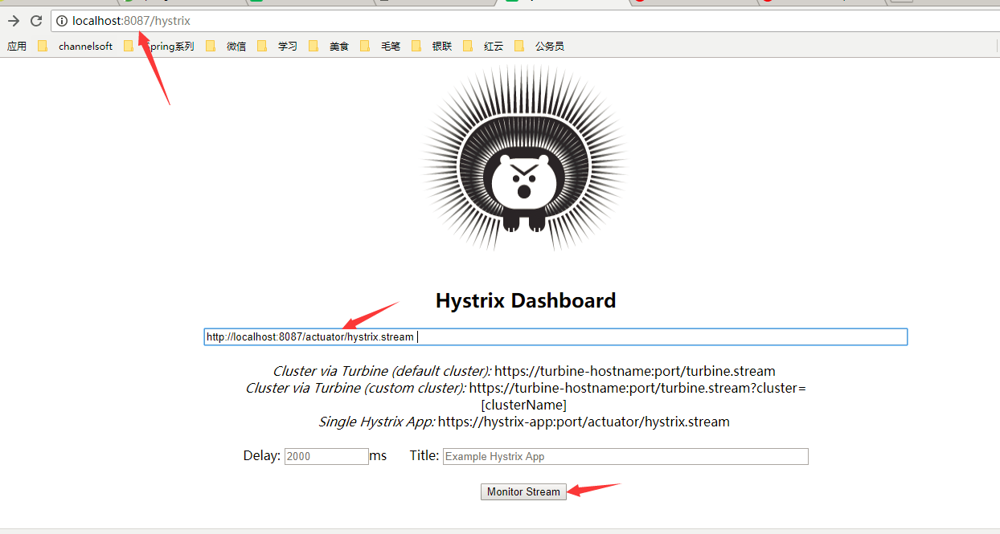 localhost:8087/hystrix
应用 channelsoft Spring系列 微信 学习 美食 毛笔 银联 红云 公务员
Hystrix Dashboard
http://localhost:8087/actuator/hystrix.stream
Cluster via Turbine (default cluster): https://turbine-hostname:port/turbine.stream
Cluster via Turbine (custom cluster): https://turbine-hostname:port/turbine.stream?cluster=
[clusterName]
Single Hystrix App: https://hystrix-app:port/actuator/hystrix.stream
Delay: 2000 ms Title: Example Hystrix App
Monitor Stream